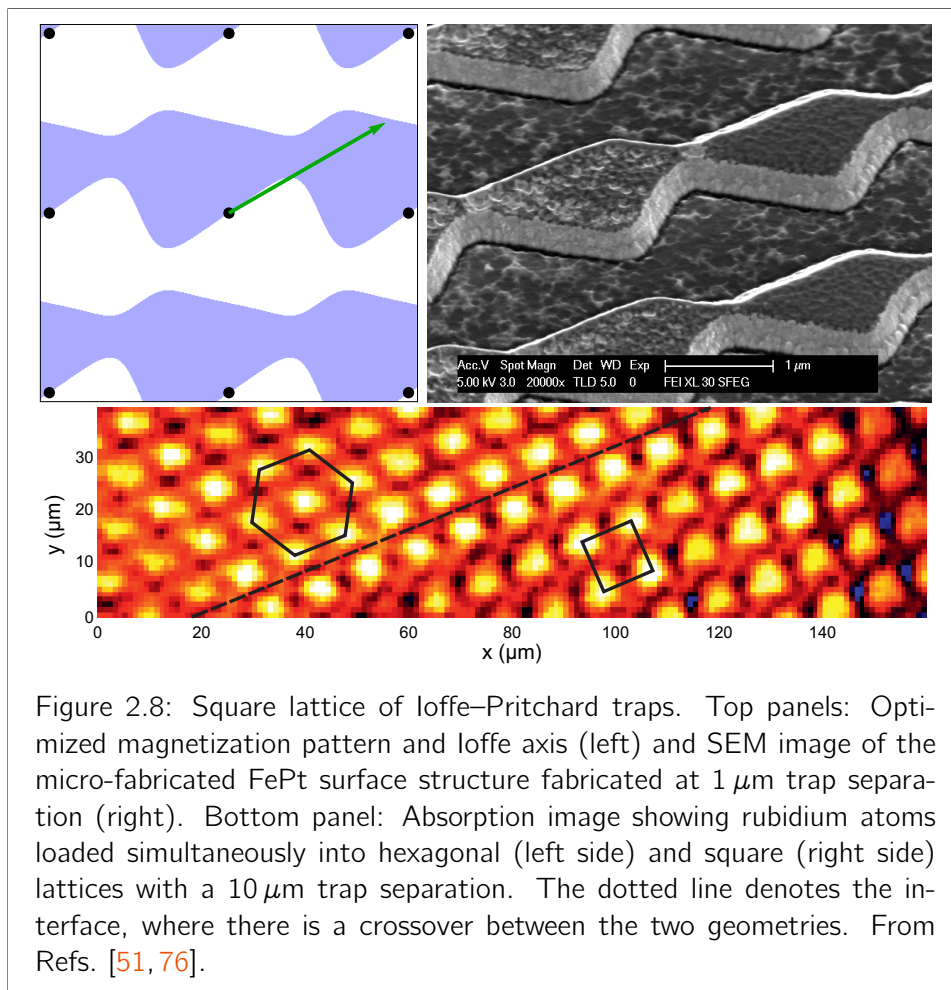 Acc.V Spot Magn Det WD Exp 1 µm
5.00 kV 3.0 20000x TLD 5.0 0 FEI XL 30 SFEG
30
20
10
0
y (µm)
0 20 40 60 80 100 120 140
x (µm)
Figure 2.8: Square lattice of Ioffe–Pritchard traps. Top panels: Opti-
mized magnetization pattern and Ioffe axis (left) and SEM image of the
micro-fabricated FePt surface structure fabricated at 1 µm trap separa-
tion (right). Bottom panel: Absorption image showing rubidium atoms
loaded simultaneously into hexagonal (left side) and square (right side)
lattices with a 10 µm trap separation. The dotted line denotes the in-
terface, where there is a crossover between the two geometries. From
Refs. [51,76].